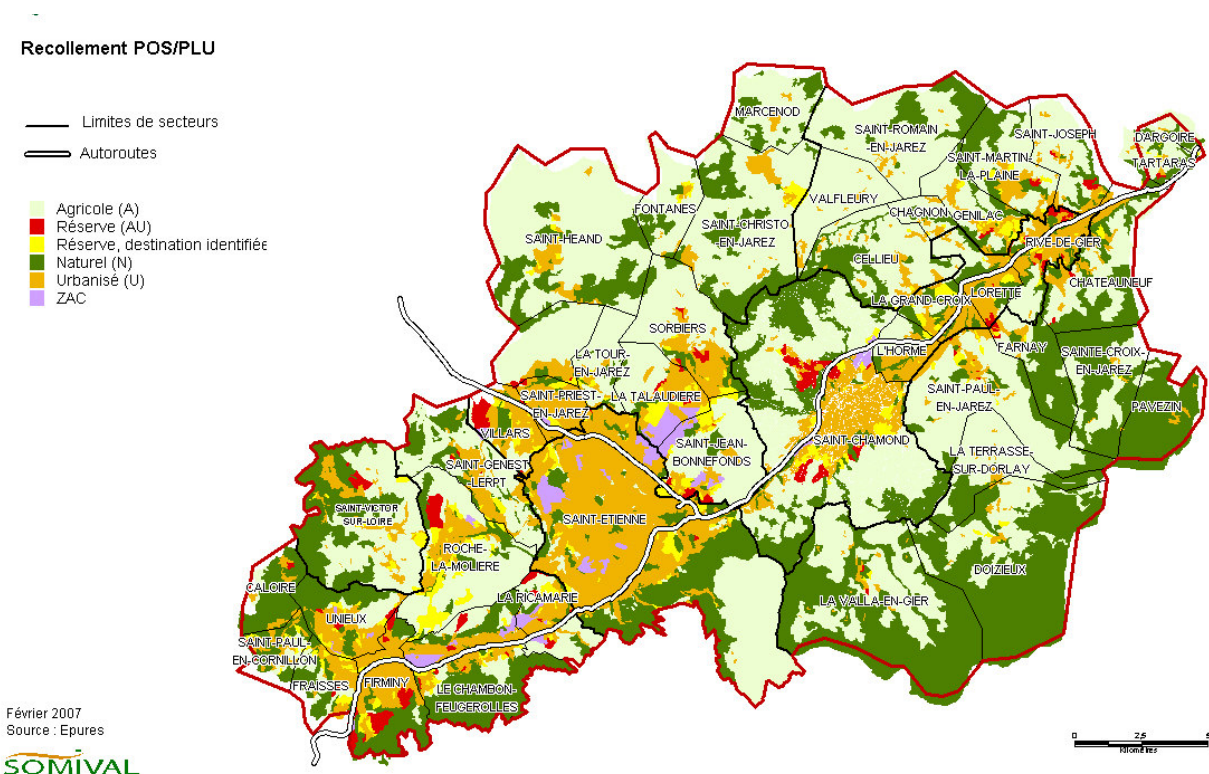 Recollement POS/PLU
Limites de secteurs
Autoroutes
Agricole (A)
Réserve (AU)
Réserve, destination identifiée
Naturel (N)
Urbanisé (U)
ZAC
MARCENOD
SAINT-ROMAIN
EN-JAREZ
SAINT-JOSEPH
DARGOIRE
TARTARAS
SAINT-MARTIN-
LA-PLAINE
VALFLEURY
CHAGNON
GENILAC
FONTANES
SAINT-CHRISTO
EN-JAREZ
SAINT-HEAND
RIVE-DE-GIER
CELLIEU
CHATEAUNEUF
LA GRAND-CROIX
LORETTE
SORBIERS
L'HORME
FARNAY
SAINTE-CROIX-
EN-JAREZ
LA TOUR-
EN-JAREZ
SAINT-PAUL-
EN-JAREZ
PAVEZIN
SAINT-PRIEST-
EN-JAREZ
LA TALAUDIERE
VILLARS
SAINT-JEAN-
BONNEFONDS
SAINT-CHAMOND
LA TERRASSE-
SUR-DORLAY
SAINT-GENEST
-LERPT
SAINT-VICTOR
SUR-LOIRE
SAINT-ETIENNE
ROCHE-
LA-MOLIERE
DOIZIEUX
CALOIRE
LA RICAMARIE
LA VALLA-EN-GIER
UNIEUX
SAINT-PAUL-
EN-CORNILLON
FRAISSES
FIRMINY
LE CHAMBON-
FEUGEROLLES
Février 2007
Source : Epures
SOMIVAL
0 2,5 5
Kilomètres